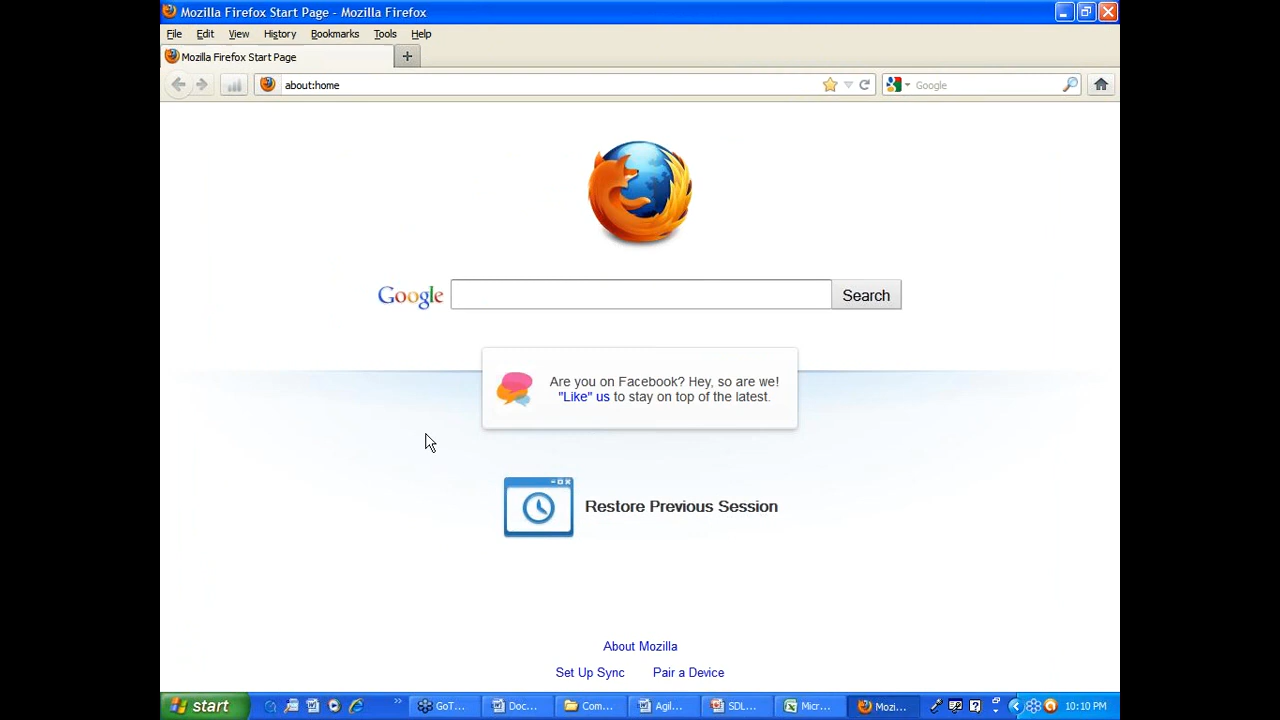 Mozilla Firefox Start Page - Mozilla Firefox
File Edit View History Bookmarks Tools Help
Mozilla Firefox Start Page
about:home
Google
Google
Search
Are you on Facebook? Hey, so are we!
"Like" us to stay on top of the latest.
Restore Previous Session
About Mozilla
Set Up Sync Pair a Device
start GoT... Doc... Com... Agil... SDL... Micr... Mozi... 10:10 PM